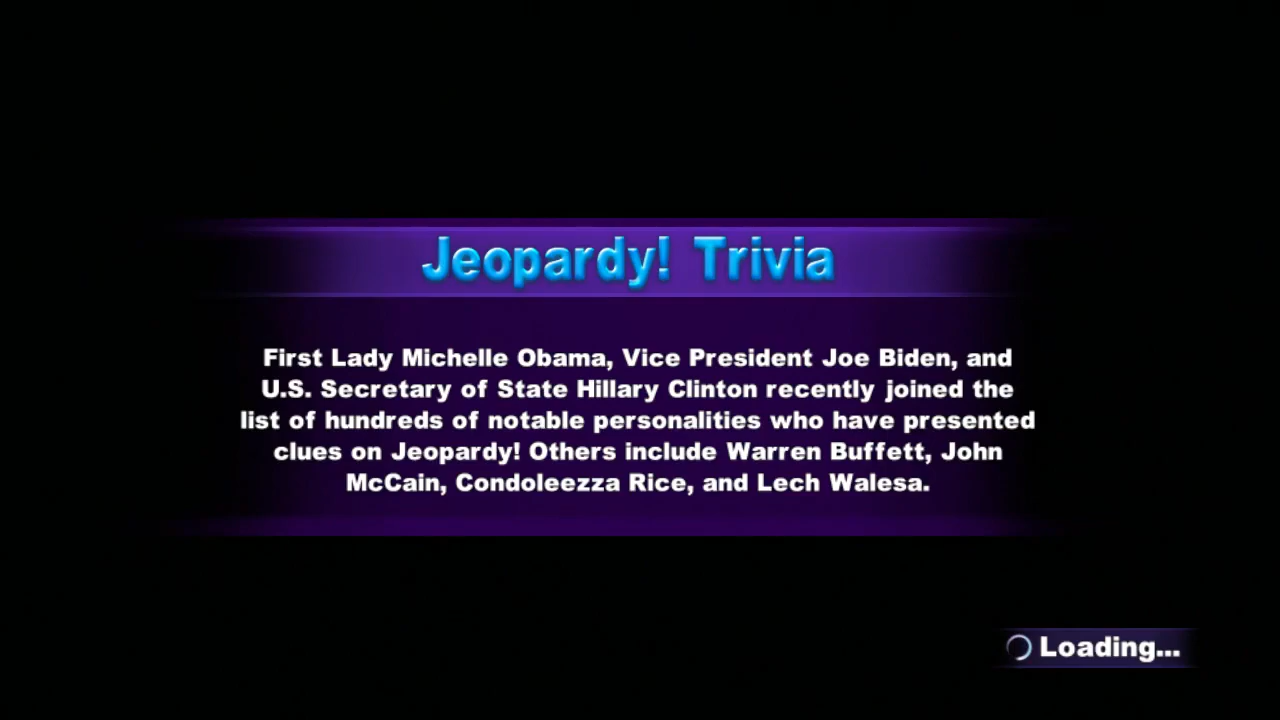 Jeopardy! Trivia
First Lady Michelle Obama, Vice President Joe Biden, and
U.S. Secretary of State Hillary Clinton recently joined the
list of hundreds of notable personalities who have presented
clues on Jeopardy! Others include Warren Buffett, John
McCain, Condoleezza Rice, and Lech Walesa.
Loading...